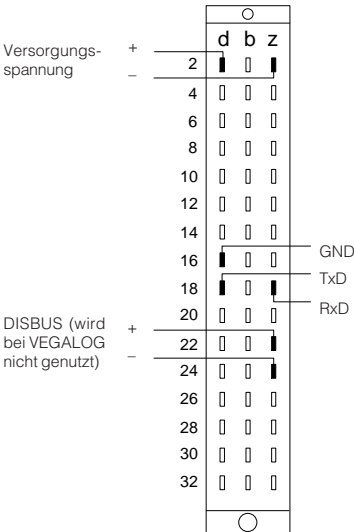 d b z
Versorgungs-
spannung
+
–
2
4
6
8
10
12
14
16
GND
TxD
18
RxD
20
DISBUS (wird
bei VEGALOG
nicht genutzt)
+
–
22
24
26
28
30
32